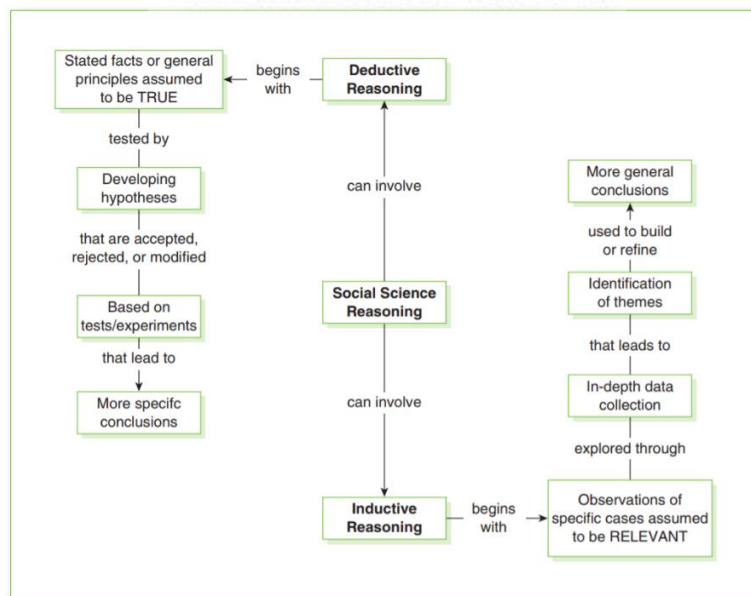 Stated facts or general
principles assumed
to be TRUE
begins
with
Deductive
Reasoning
tested by
Developing
hypotheses
that are accepted,
rejected, or modified
Based on
tests/experiments
that lead to
More specifc
conclusions
can involve
Social Science
Reasoning
can involve
Inductive
Reasoning
begins
with
Observations of
specific cases assumed
to be RELEVANT
explored through
In-depth data
collection
that leads to
Identification
of themes
used to build
or refine
More general
conclusions